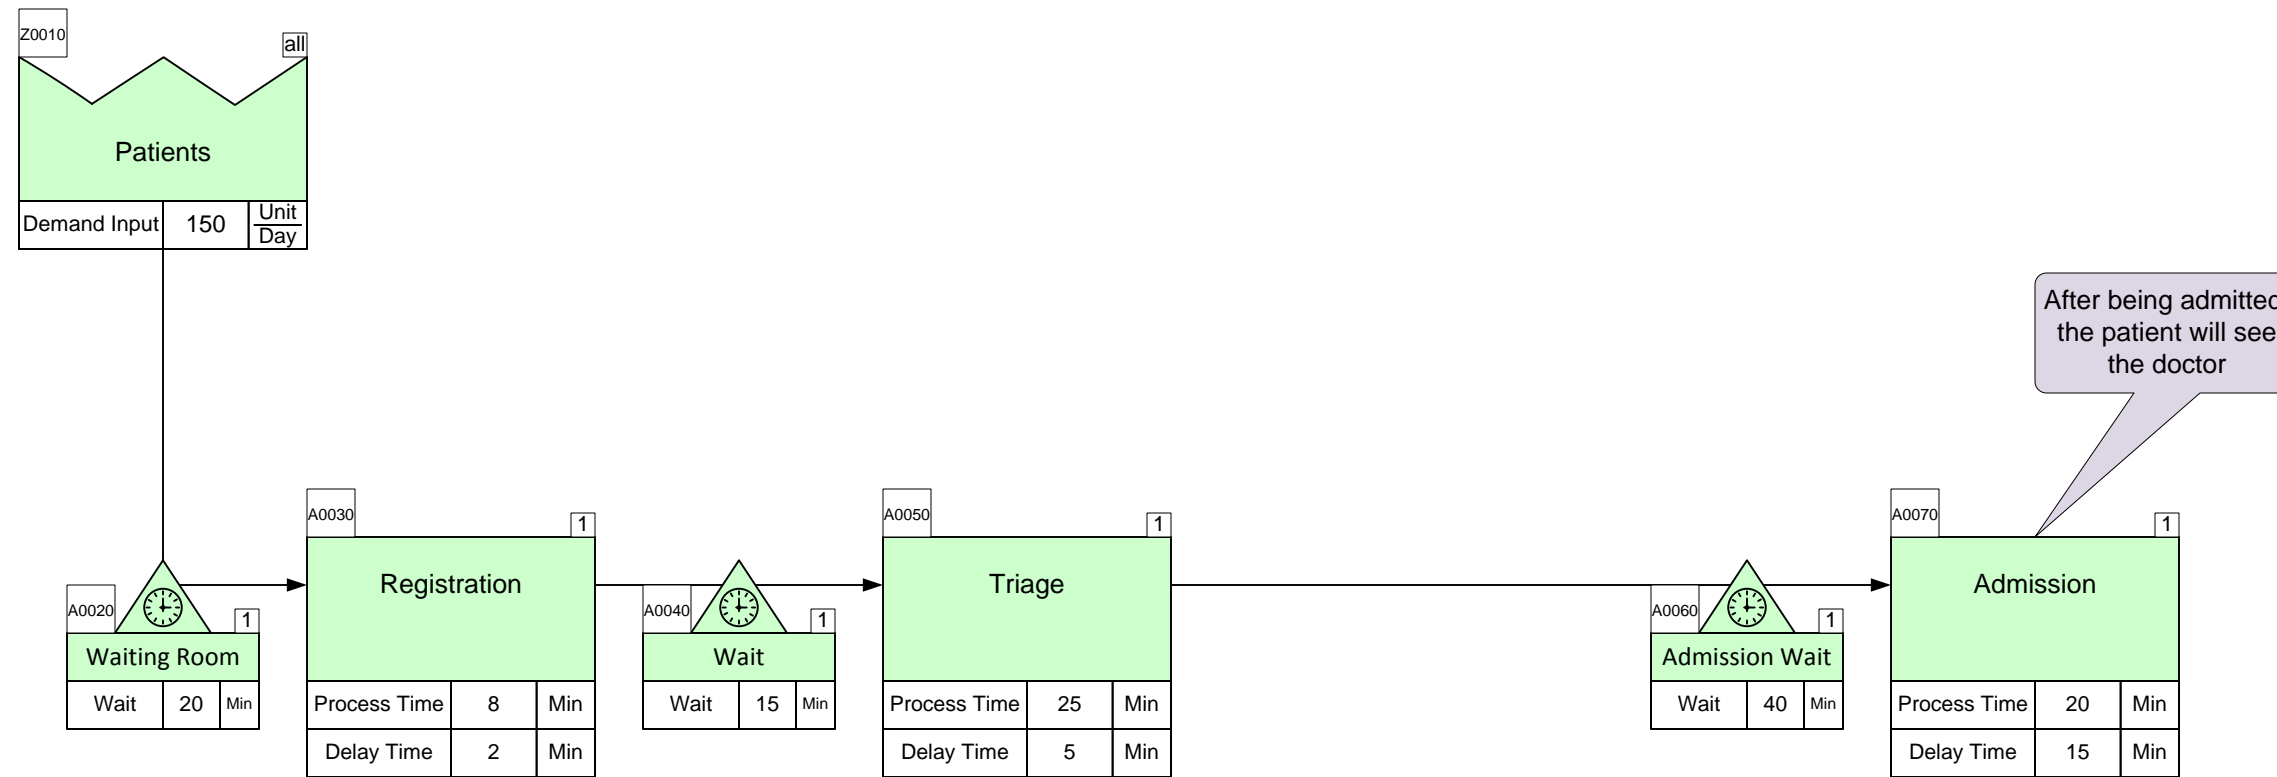 Z0010
all
Patients
Demand Input 150 Unit
Day
After being admitted
the patient will see
the doctor
A0020
1
Waiting Room
Wait 20 Min
A0030
1
Registration
Process Time 8 Min
Delay Time 2 Min
A0040
1
Wait
Wait 15 Min
A0050
1
Triage
Process Time 25 Min
Delay Time 5 Min
A0060
1
Admission Wait
Wait 40 Min
A0070
1
Admission
Process Time 20 Min
Delay Time 15 Min